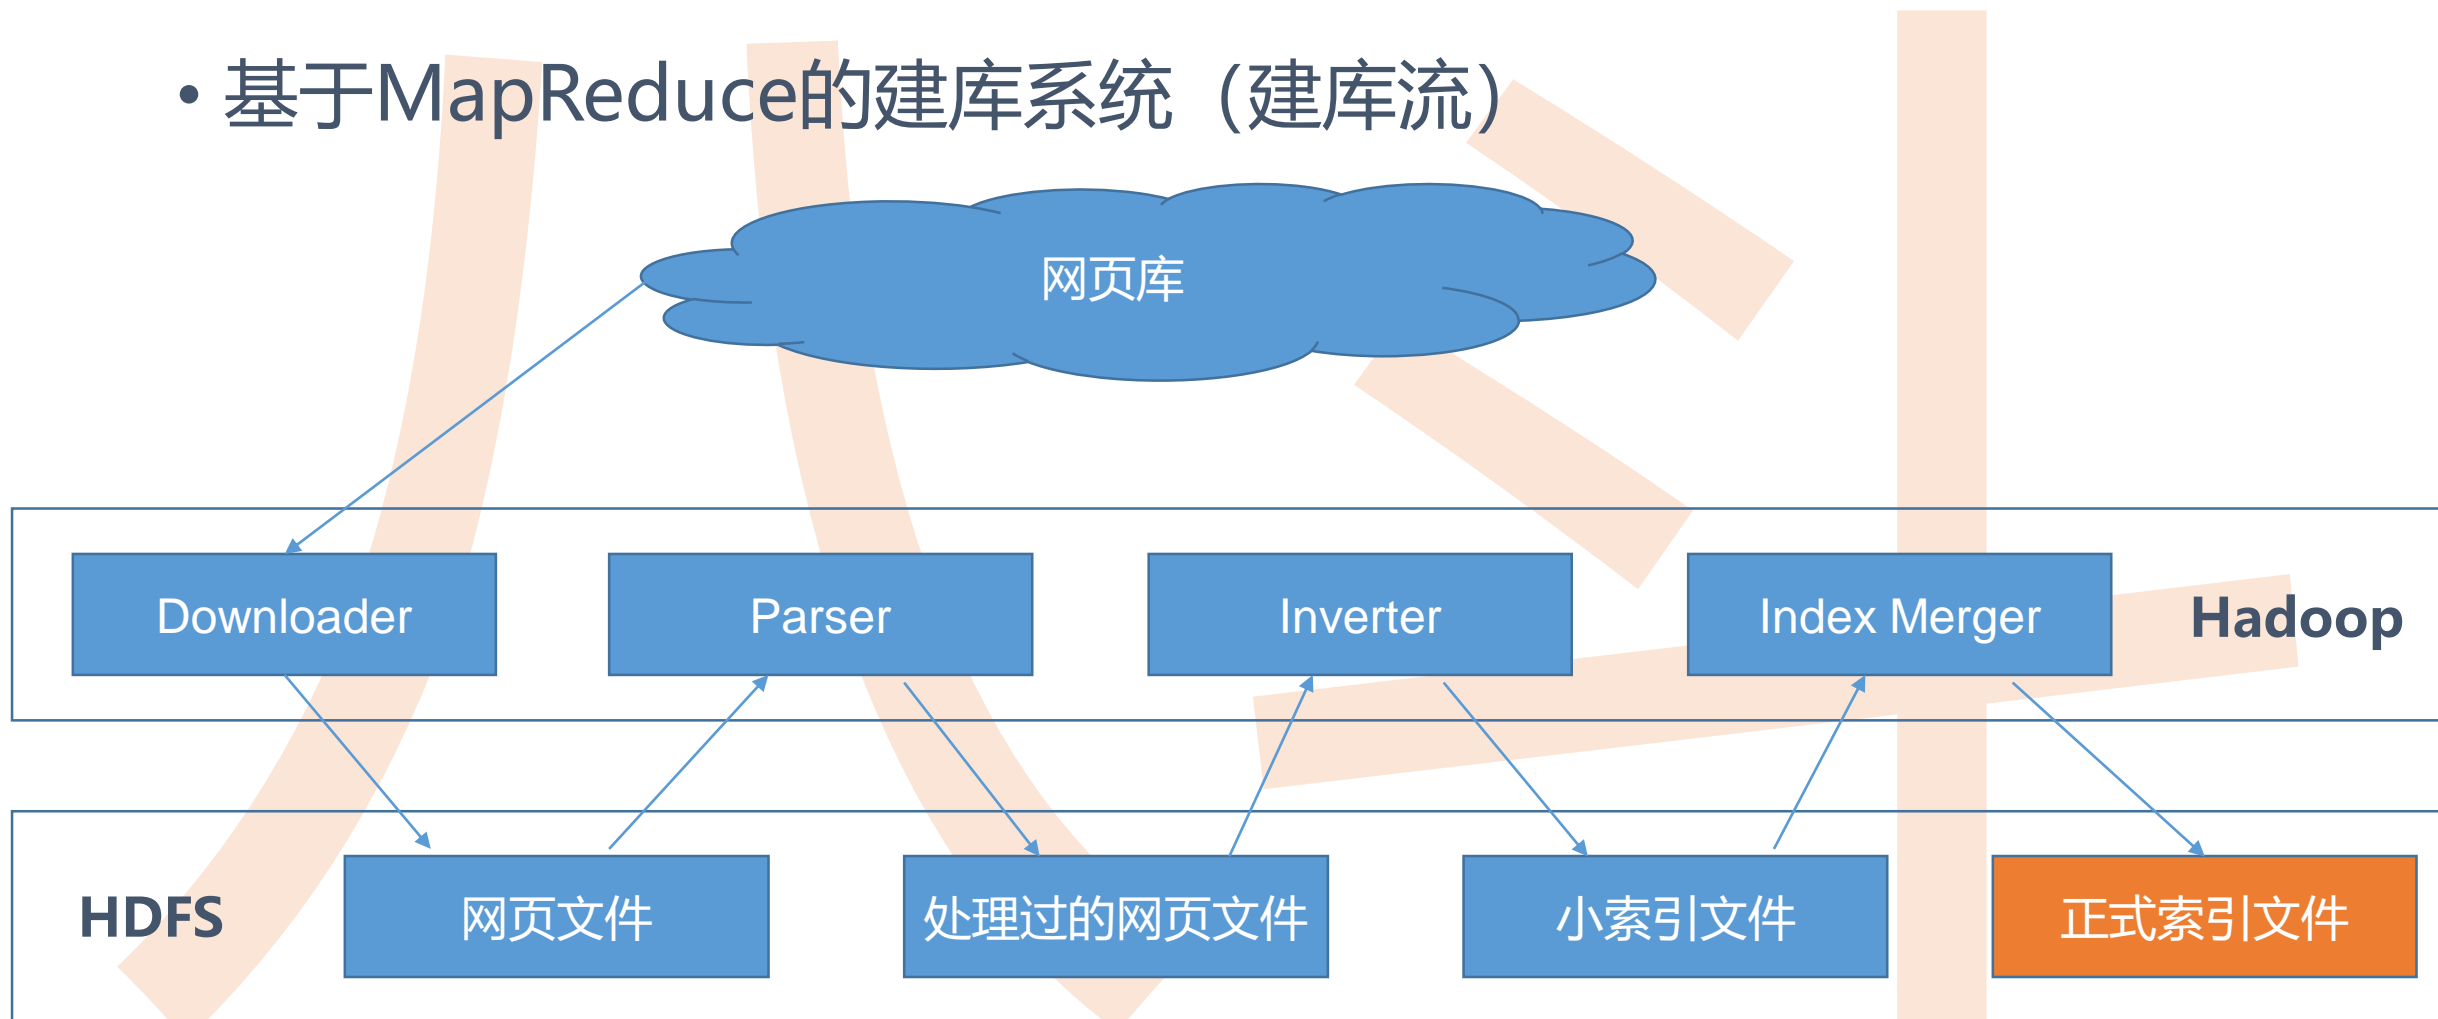 • 基于MapReduce的建库系统（建库流）
网页库
Downloader
Parser
Inverter
Index Merger
Hadoop
HDFS
网页文件
处理过的网页文件
小索引文件
正式索引文件